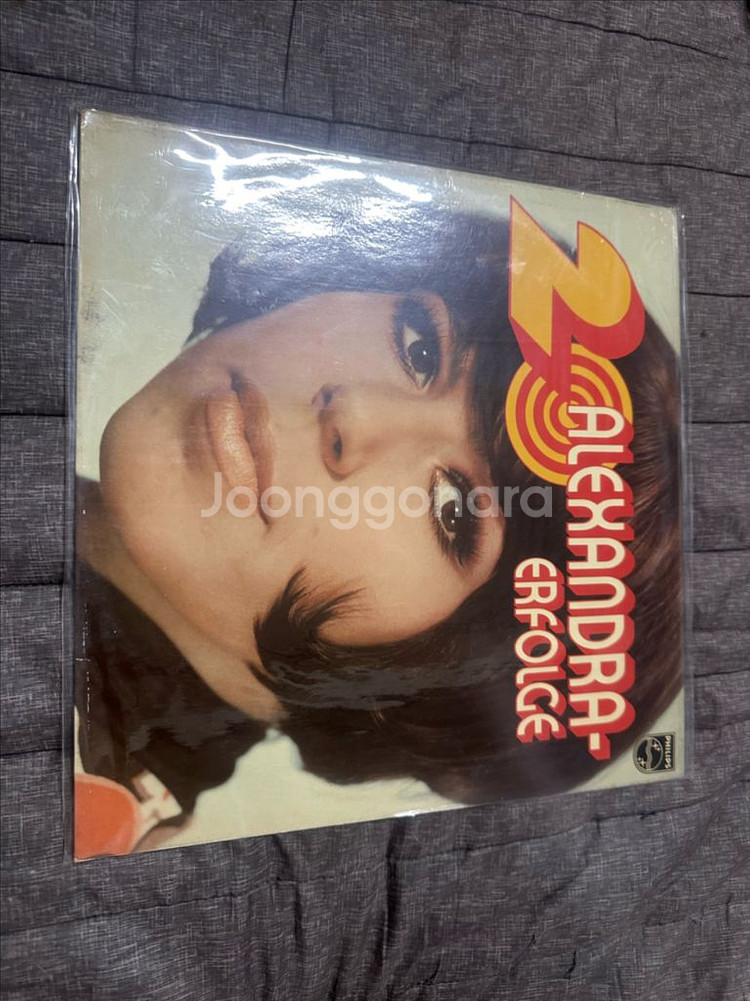 20
ALEXANDRA-
ERFOLGE
PHILIPS
Joonggonara